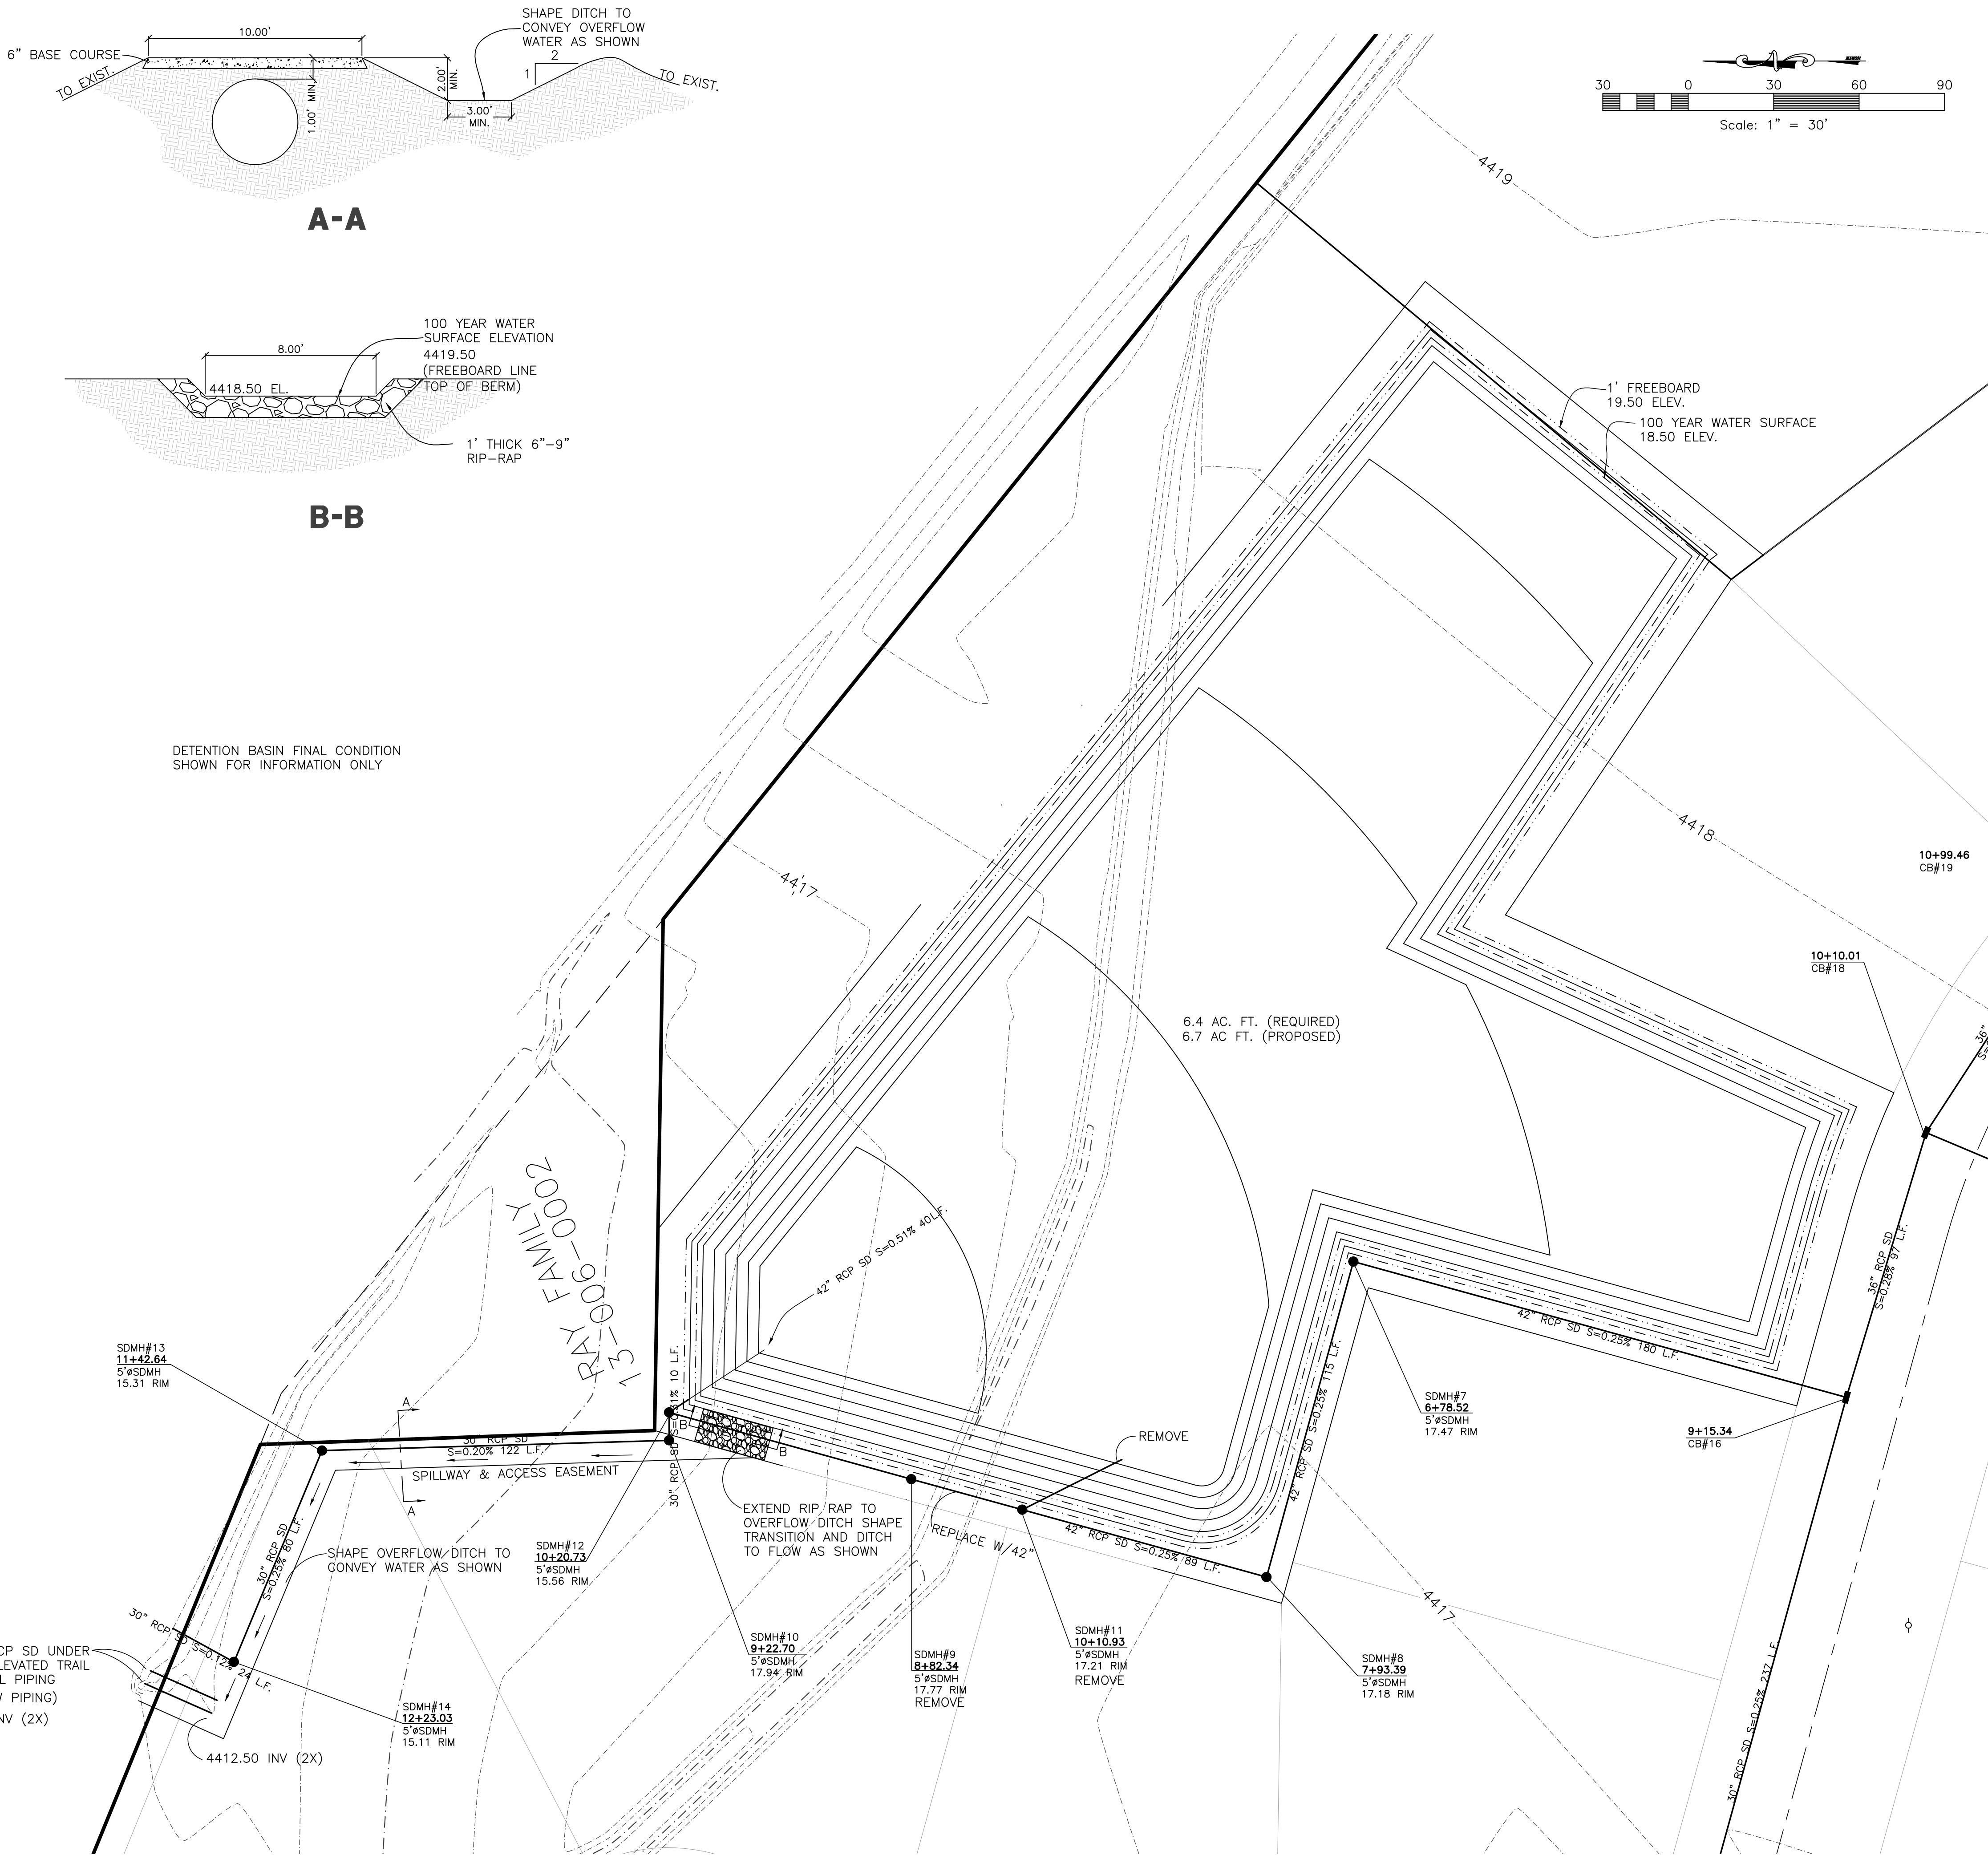 6" BASE COURSE
10.00'
TO EXIST.
1.00' MIN.
2.00'
MIN.
3.00'
MIN.
1
2
SHAPE DITCH TO
CONVEY OVERFLOW
WATER AS SHOWN
TO EXIST.
A-A
8.00'
4418.50 EL.
100 YEAR WATER
SURFACE ELEVATION
4419.50
(FREEBOARD LINE
TOP OF BERM)
1' THICK 6"-9"
RIP-RAP
B-B
30 0 30 60 90
Scale: 1" = 30'
DETENTION BASIN FINAL CONDITION
SHOWN FOR INFORMATION ONLY
4419
1' FREEBOARD
19.50 ELEV.
100 YEAR WATER SURFACE
18.50 ELEV.
4418
4417
10+99.46
CB#19
10+10.01
CB#18
36"
6.4 AC. FT. (REQUIRED)
6.7 AC FT. (PROPOSED)
RAY FAMILY
13-006-0002
42" RCP SD S=0.51% 40L.F.
36" RCP SD
S=0.28% 97 L.F.
42" RCP SD S=0.25% 180 L.F.
42" RCP SD S=0.25% 115 L.F.
SDMH#13
11+42.64
5'øSDMH
15.31 RIM
A
A
30" RCP SD
S=0.20% 122 L.F.
SPILLWAY & ACCESS EASEMENT
B
B
SDMH#7
6+78.52
5'øSDMH
17.47 RIM
9+15.34
CB#16
REMOVE
EXTEND RIP RAP TO
OVERFLOW DITCH SHAPE
TRANSITION AND DITCH
TO FLOW AS SHOWN
REPLACE W/42"
42" RCP SD S=0.25% 89 L.F.
30" RCP SD
S=0.25% 80 L.F.
SHAPE OVERFLOW DITCH TO
CONVEY WATER AS SHOWN
SDMH#12
10+20.73
5'øSDMH
15.56 RIM
4417
30" RCP SD S=0.12% 24 L.F.
CP SD UNDER
LEVATED TRAIL
L PIPING
PIPING)
NV (2X)
SDMH#10
9+22.70
5'øSDMH
17.94 RIM
SDMH#9
8+82.34
5'øSDMH
17.77 RIM
REMOVE
SDMH#11
10+10.93
5'øSDMH
17.21 RIM
REMOVE
SDMH#8
7+93.39
5'øSDMH
17.18 RIM
SDMH#14
12+23.03
5'øSDMH
15.11 RIM
4412.50 INV (2X)
30" RCP SD S=0.25% 237 L.F.